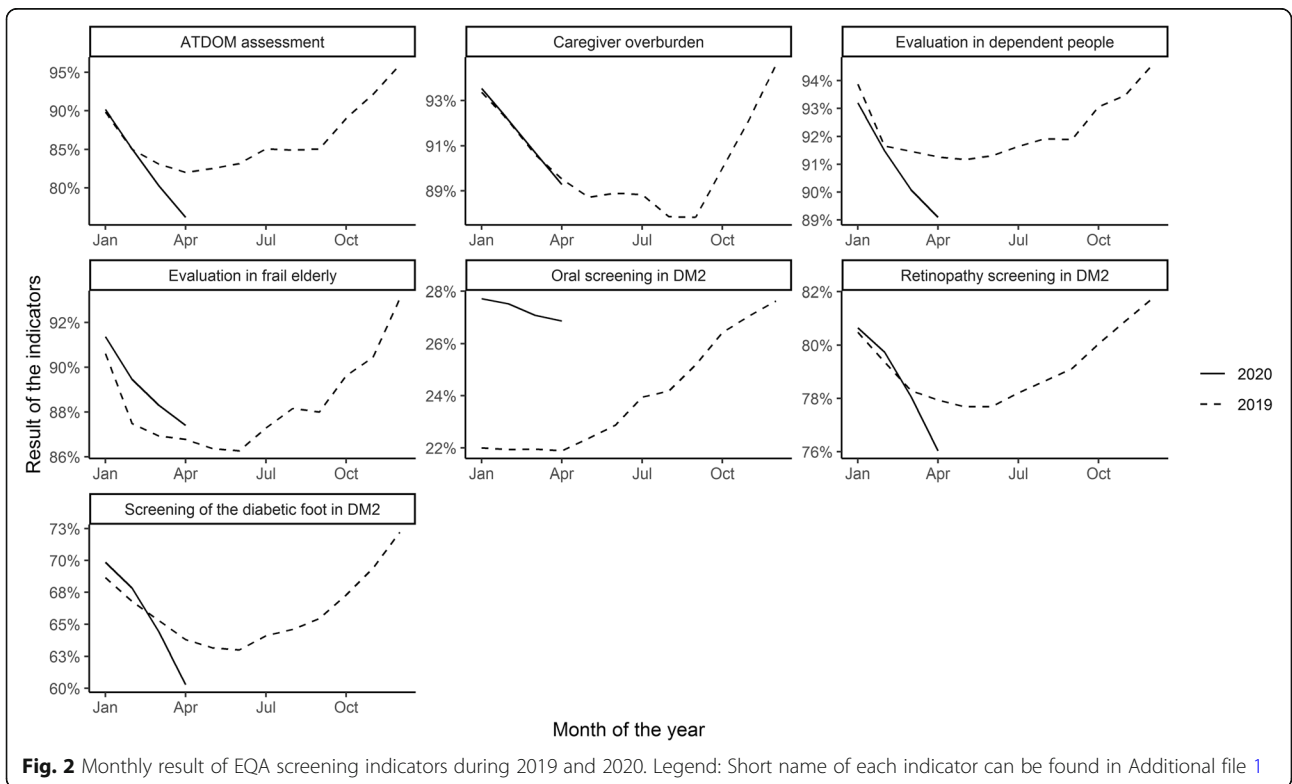 ATDOM assessment
95%
90%
85%
80%
Jan Apr Jul Oct
Caregiver overburden
93%
91%
89%
Jan Apr Jul Oct
Evaluation in dependent people
94%
93%
92%
91%
90%
89%
Jan Apr Jul Oct
Evaluation in frail elderly
92%
90%
88%
86%
Jan Apr Jul Oct
Oral screening in DM2
28%
26%
24%
22%
Jan Apr Jul Oct
Retinopathy screening in DM2
82%
80%
78%
76%
Jan Apr Jul Oct
Screening of the diabetic foot in DM2
73%
70%
68%
65%
63%
60%
Jan Apr Jul Oct
Result of the indicators
Month of the year
2020
2019
Fig. 2 Monthly result of EQA screening indicators during 2019 and 2020. Legend: Short name of each indicator can be found in Additional file 1